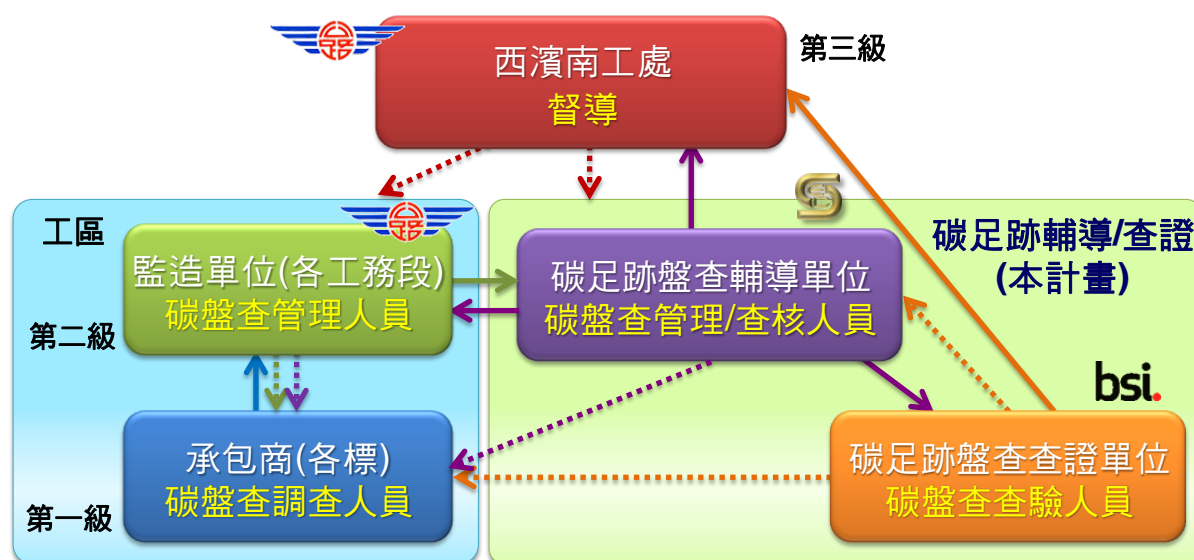 西濱南工處
督導
第三級
工區
監造單位(各工務段)
碳盤查管理人員
第二級
碳足跡盤查輔導單位
碳盤查管理/查核人員
碳足跡輔導/查證
(本計畫)
bsi.
承包商(各標)
碳盤查調查人員
第一級
碳足跡盤查查證單位
碳盤查查驗人員